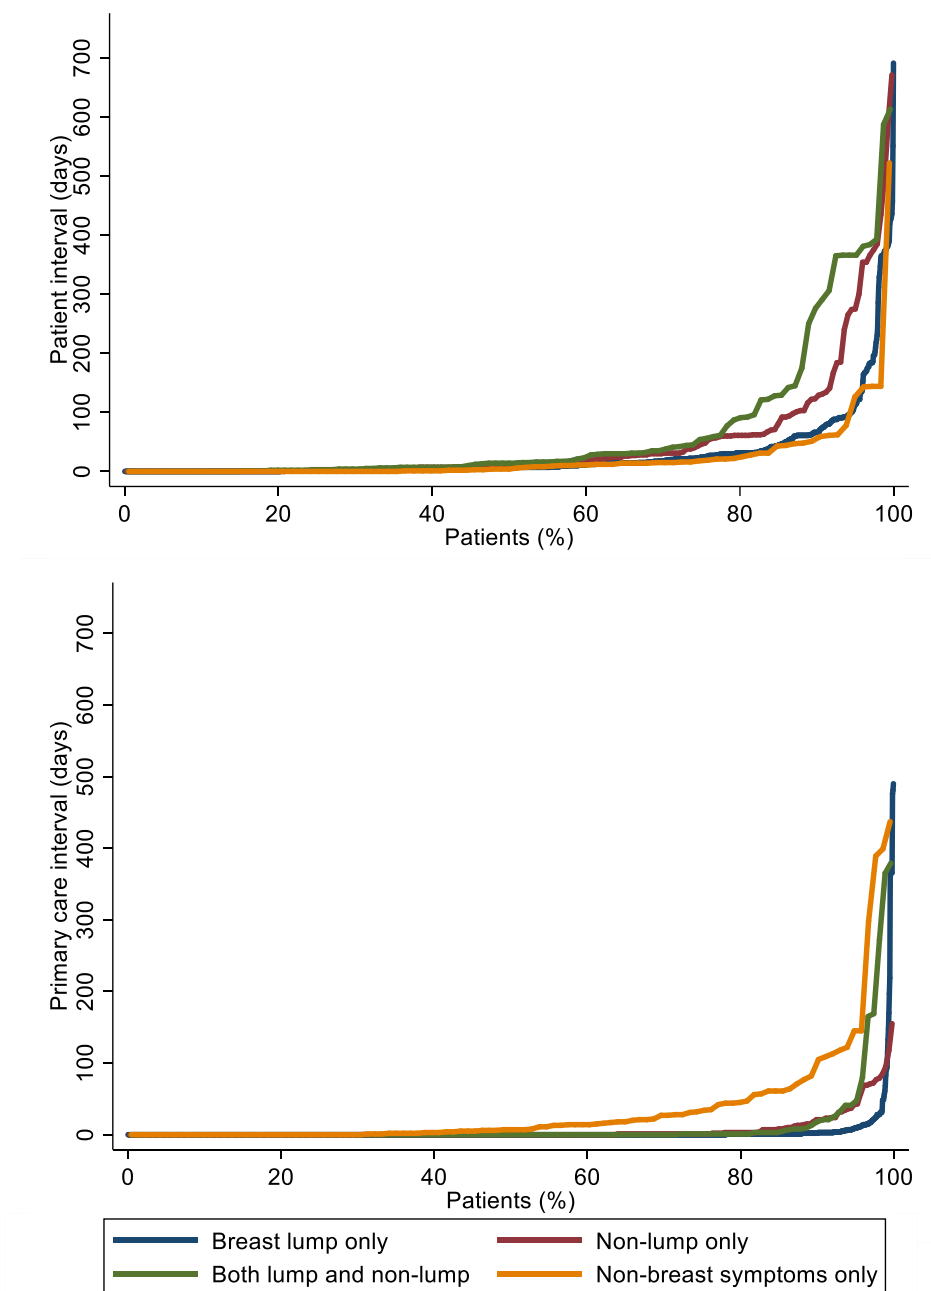 Patient interval (days)
700
600
500
400
300
200
100
0
0 20 40 60 80 100
Patients (%)
Primary care interval (days)
700
600
500
400
300
200
100
0
0 20 40 60 80 100
Patients (%)
Breast lump only Non-lump only
Both lump and non-lump Non-breast symptoms only